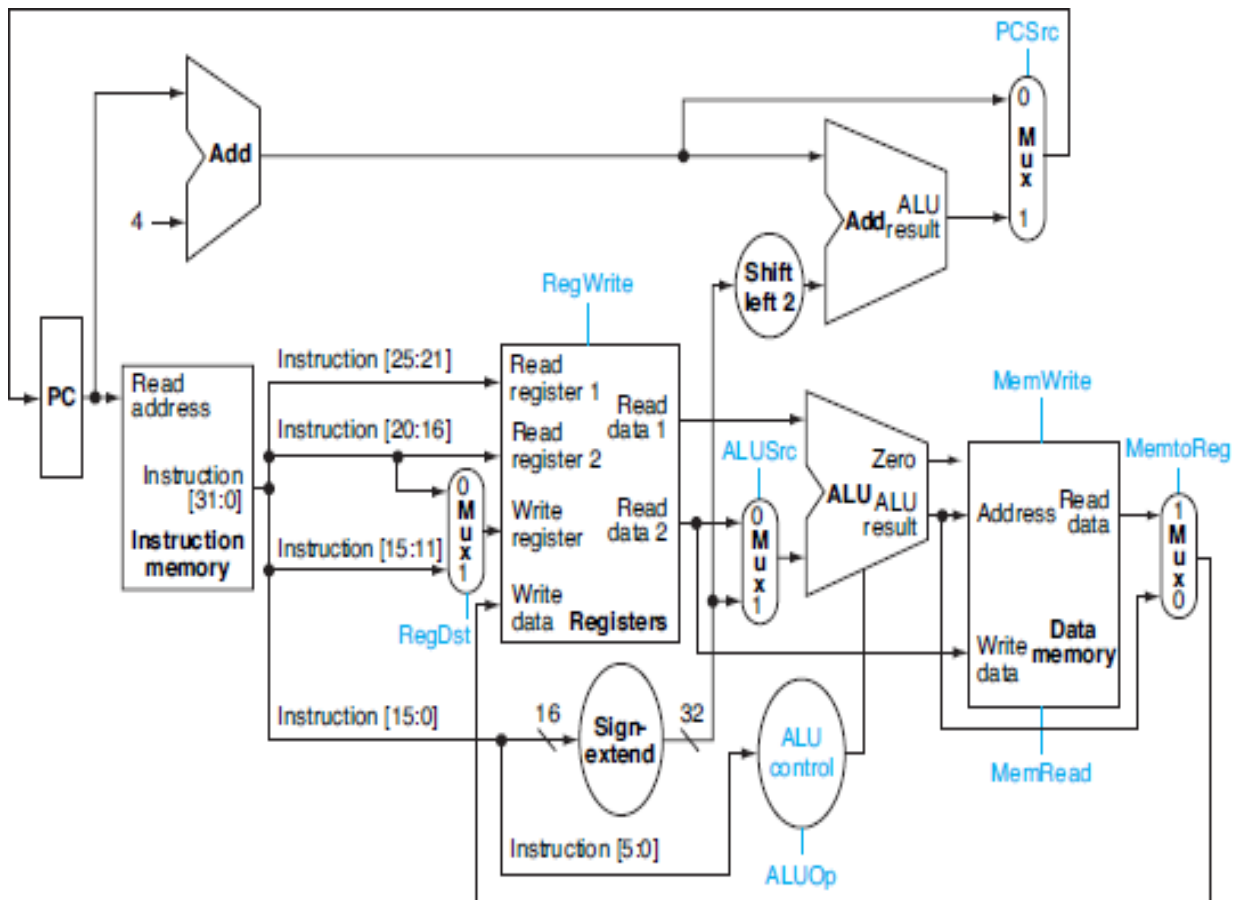 PCSrc
0
M
u
x
1
Add
4
Add
ALU
result
Shift
left 2
RegWrite
PC
Read
address
Instruction
[31:0]
Instruction
memory
Instruction [25:21]
Instruction [20:16]
Instruction [15:11]
0
M
u
x
1
RegDst
Read
register 1
Read
register 2
Write
register
Write
data
Read
data 1
Read
data 2
Registers
ALUSrc
0
M
u
x
1
Zero
ALU
ALU
result
MemWrite
Address
Read
data
Write
data
Data
memory
MemRead
MemtoReg
1
M
u
x
0
Instruction [15:0]
16
Sign-
extend
32
ALU
control
Instruction [5:0]
ALUOp